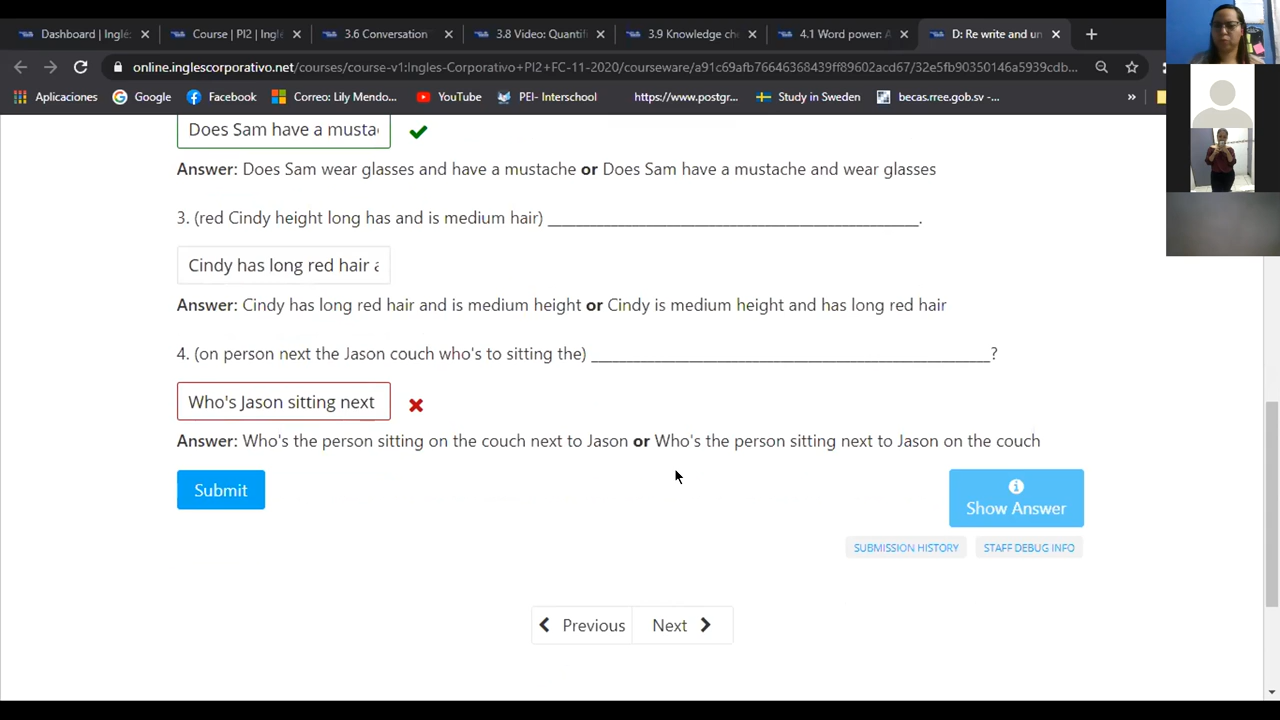 Dashboard | Inglé:
Course | PI2 | Ingl
3.6 Conversation
3.8 Video: Quantif
3.9 Knowledge ch
4.1 Word power: A
D: Re write and un
online.inglescorporativo.net/courses/course-v1:Ingles-Corporativo+PI2+IC-11-2020/courseware/a91c69afb76646368439ff89602acd67/32e5fb90350146a5939cdb...
Aplicaciones
Google
Facebook
Correo: Lily Mendo...
YouTube
PEI- Interschool
https://www.postgr...
Study in Sweden
becas.rree.gob.sv -...
»
Does Sam have a musta
Answer: Does Sam wear glasses and have a mustache or Does Sam have a mustache and wear glasses
3. (red Cindy height long has and is medium hair) ________________________________________.
Cindy has long red hair a
Answer: Cindy has long red hair and is medium height or Cindy is medium height and has long red hair
4. (on person next the Jason couch who's to sitting the) ___________________________________________?
Who's Jason sitting next
Answer: Who's the person sitting on the couch next to Jason or Who's the person sitting next to Jason on the couch
Submit
Show Answer
SUBMISSION HISTORY
STAFF DEBUG INFO
Previous
Next